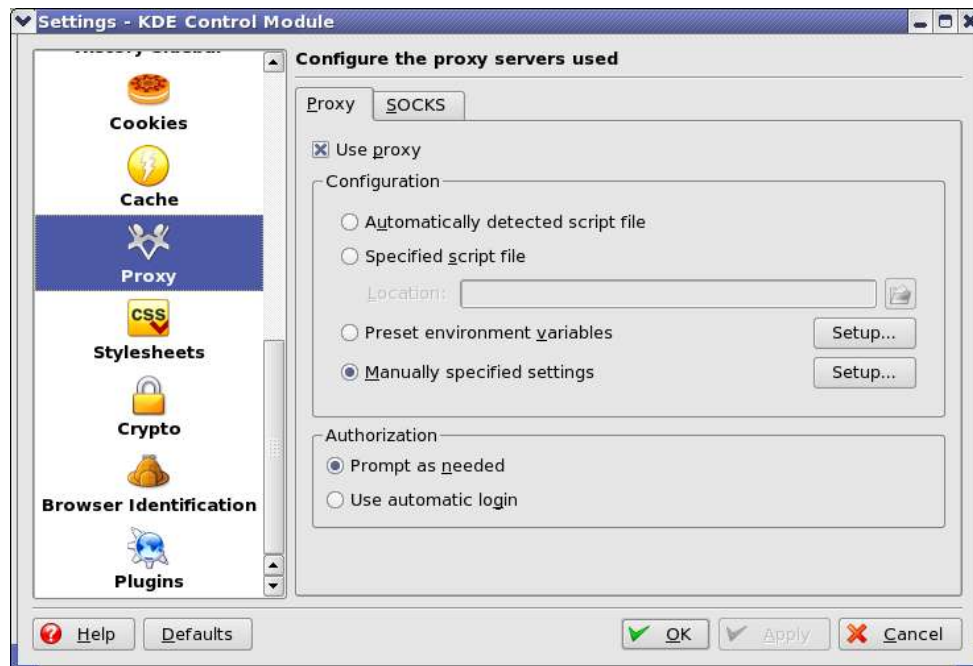 Settings - KDE Control Module
Configure the proxy servers used
Cookies
Cache
Proxy
CSS
Stylesheets
Crypto
Browser Identification
Plugins
Proxy
SOCKS
Use proxy
Configuration
Automatically detected script file
Specified script file
Location:
Preset environment variables
Setup...
Manually specified settings
Setup...
Authorization
Prompt as needed
Use automatic login
Help
Defaults
OK
Apply
Cancel